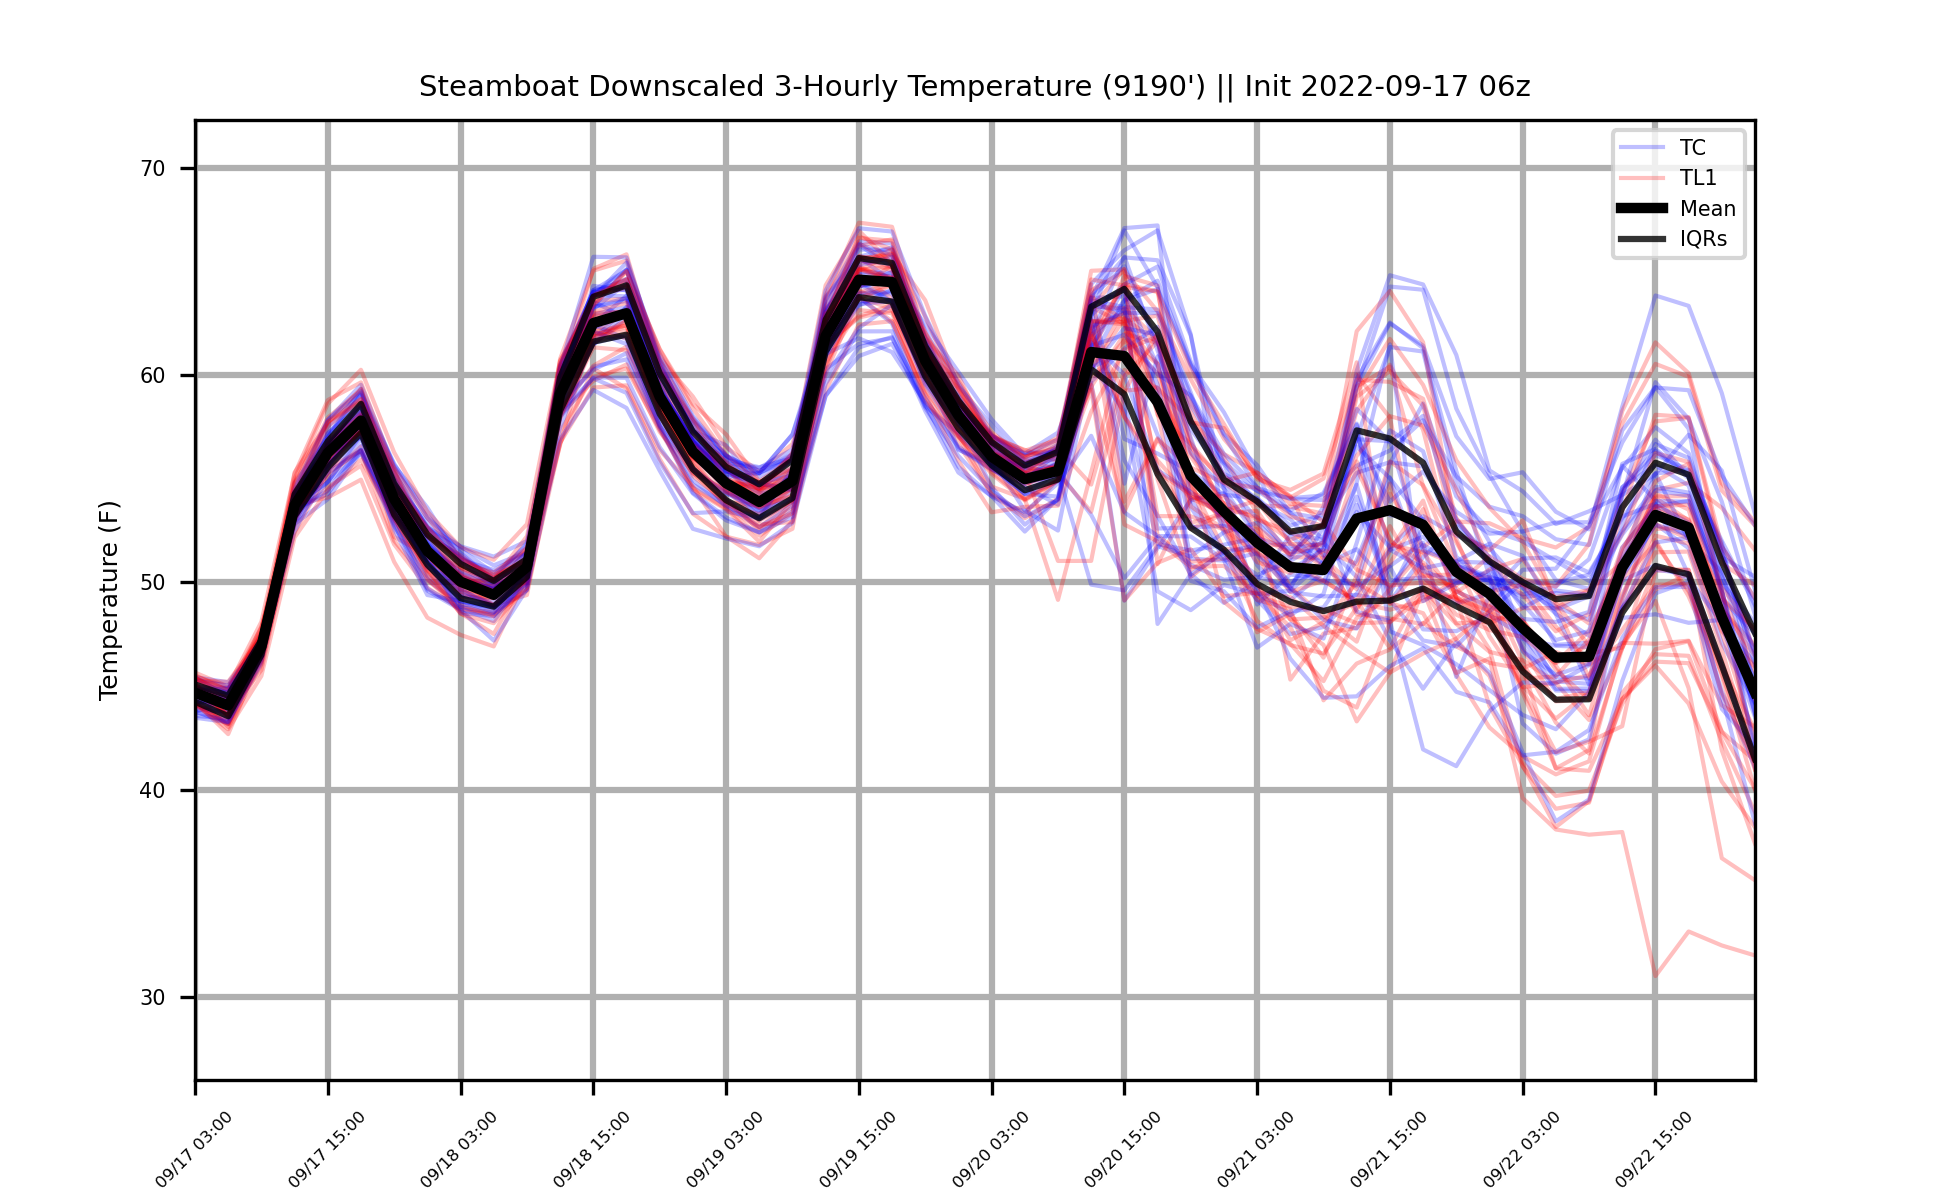 Steamboat Downscaled 3-Hourly Temperature (9190') || Init 2022-09-17 06z
TC
TL1
Mean
IQRs
Temperature (F)
70
60
50
40
30
09/17 03:00
09/17 15:00
09/18 03:00
09/18 15:00
09/19 03:00
09/19 15:00
09/20 03:00
09/20 15:00
09/21 03:00
09/21 15:00
09/22 03:00
09/22 15:00